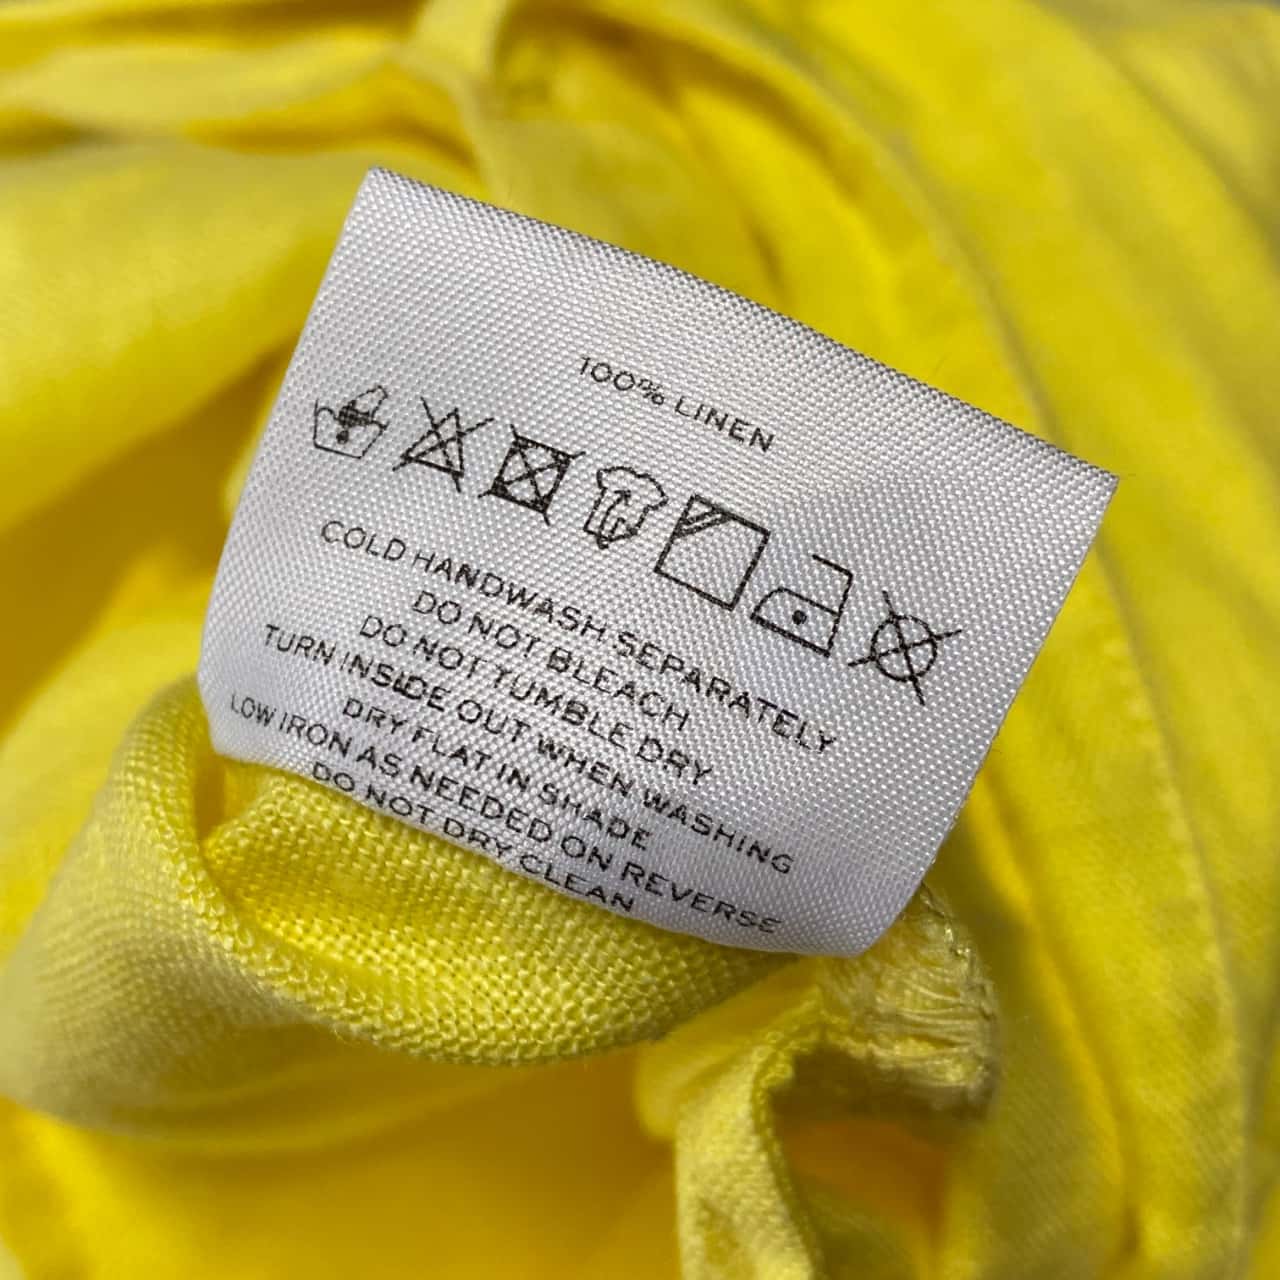 100% LINEN
COLD HANDWASH SEPARATELY
DO NOT BLEACH
DO NOT TUMBLE DRY
TURN INSIDE OUT WHEN WASHING
DRY FLAT IN SHADE
LOW IRON AS NEEDED ON REVERSE
DO NOT DRY CLEAN